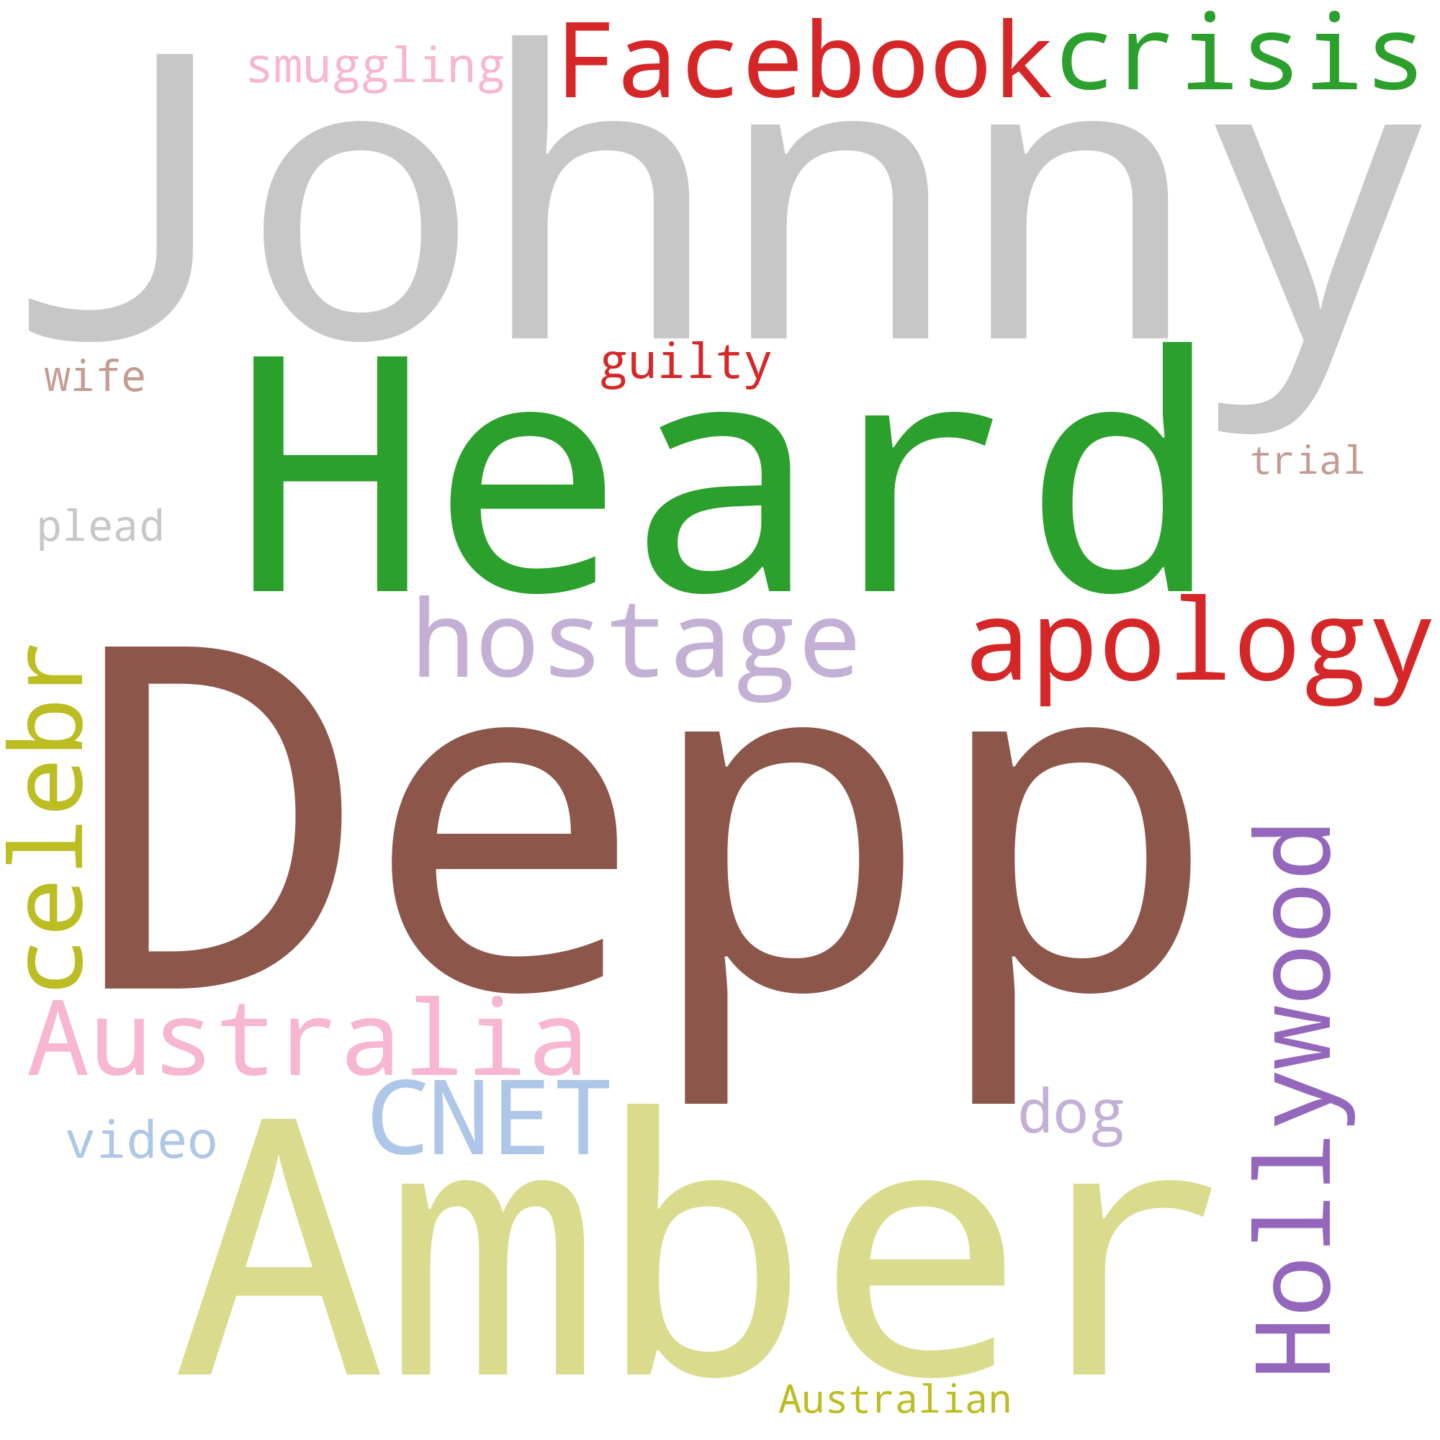 smuggling
Facebook
crisis
Johnny
wife
guilty
Heard
trial
plead
hostage
apology
celebr
Depp
Hollywood
Australia
CNET
video
dog
Amber
Australian